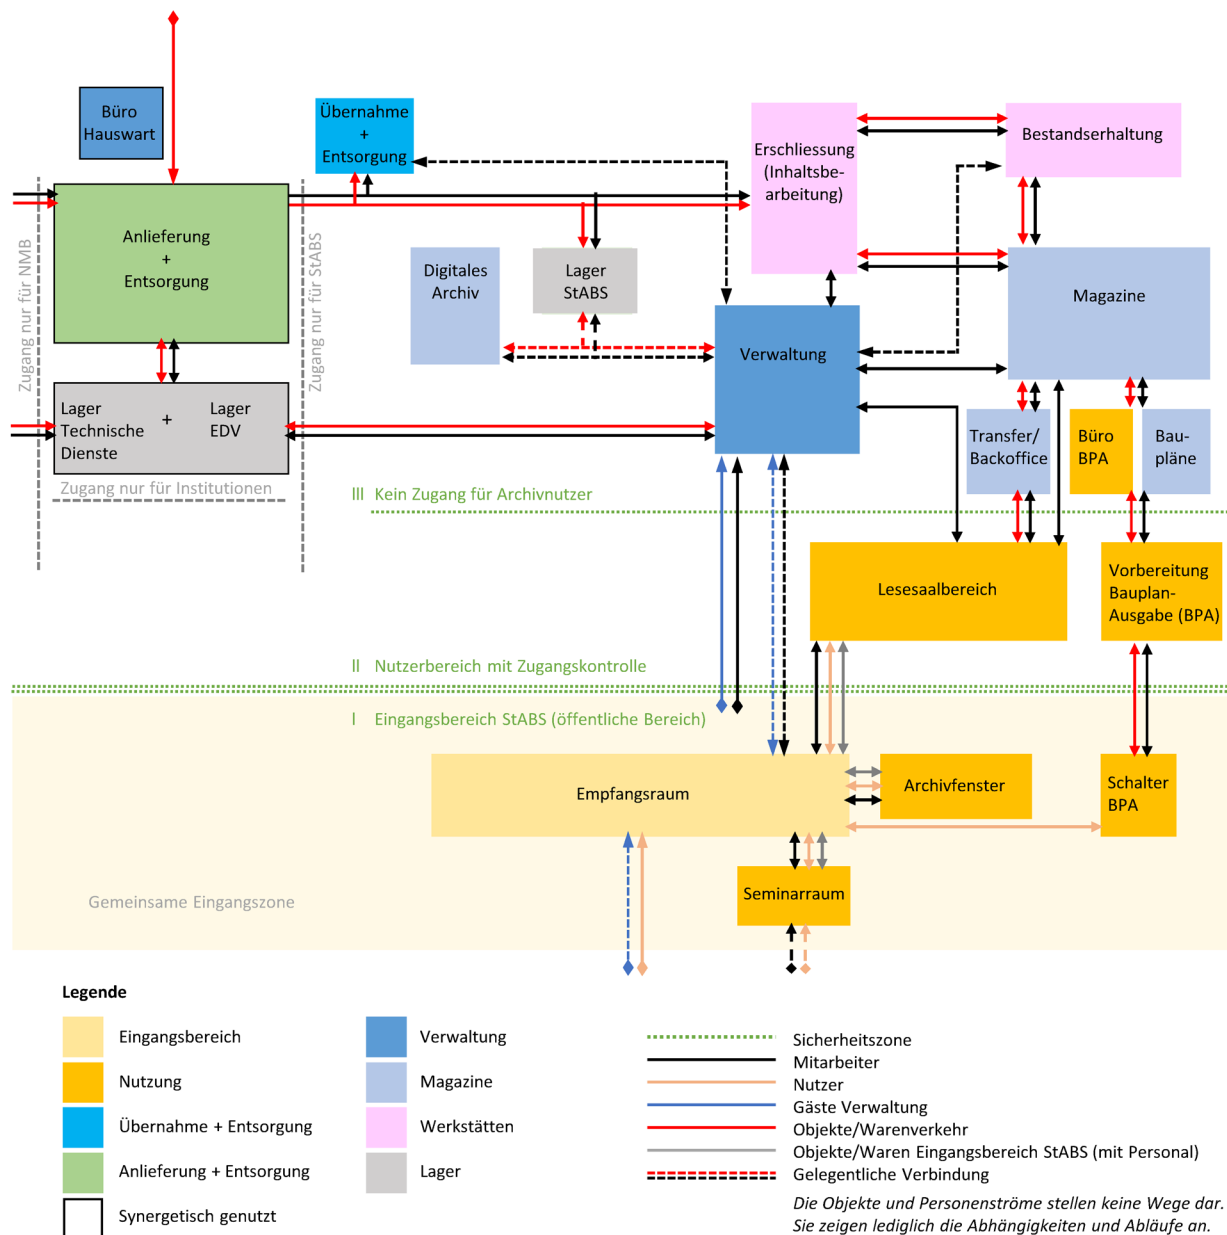 Büro
Hauswart
Übernahme
+
Entsorgung
Erschliessung
(Inhaltsbe-
arbeitung)
Bestandserhaltung
Zugang nur für NMB
Anlieferung
+
Entsorgung
Zugang nur für StABS
Digitales
Archiv
Lager
StABS
Magazine
Verwaltung
Lager
Technische
Dienste
+
Lager
EDV
Zugang nur für Institutionen
Transfer/
Backoffice
Büro
BPA
Bau-
pläne
III Kein Zugang für Archivnutzer
Lesesaalbereich
Vorbereitung
Bauplan-
Ausgabe (BPA)
II Nutzerbereich mit Zugangskontrolle
I Eingangsbereich StABS (öffentliche Bereich)
Empfangsraum
Archivfenster
Schalter
BPA
Seminarraum
Gemeinsame Eingangszone
Legende
Eingangsbereich
Nutzung
Übernahme + Entsorgung
Anlieferung + Entsorgung
Synergetisch genutzt
Verwaltung
Magazine
Werkstätten
Lager
Sicherheitszone
Mitarbeiter
Nutzer
Gäste Verwaltung
Objekte/Warenverkehr
Objekte/Waren Eingangsbereich StABS (mit Personal)
Gelegentliche Verbindung
Die Objekte und Personenströme stellen keine Wege dar.
Sie zeigen lediglich die Abhängigkeiten und Abläufe an.